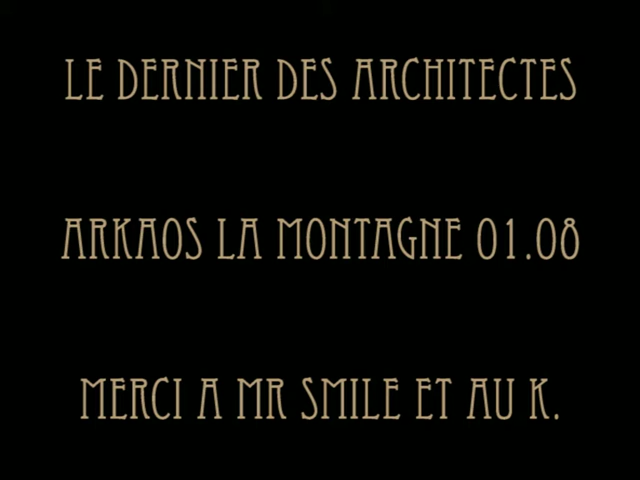 LE DERNIER DES ARCHITECTES
ARKAOS LA MONTAGNE 01.08
MERCI A MR SMILE ET AU K.